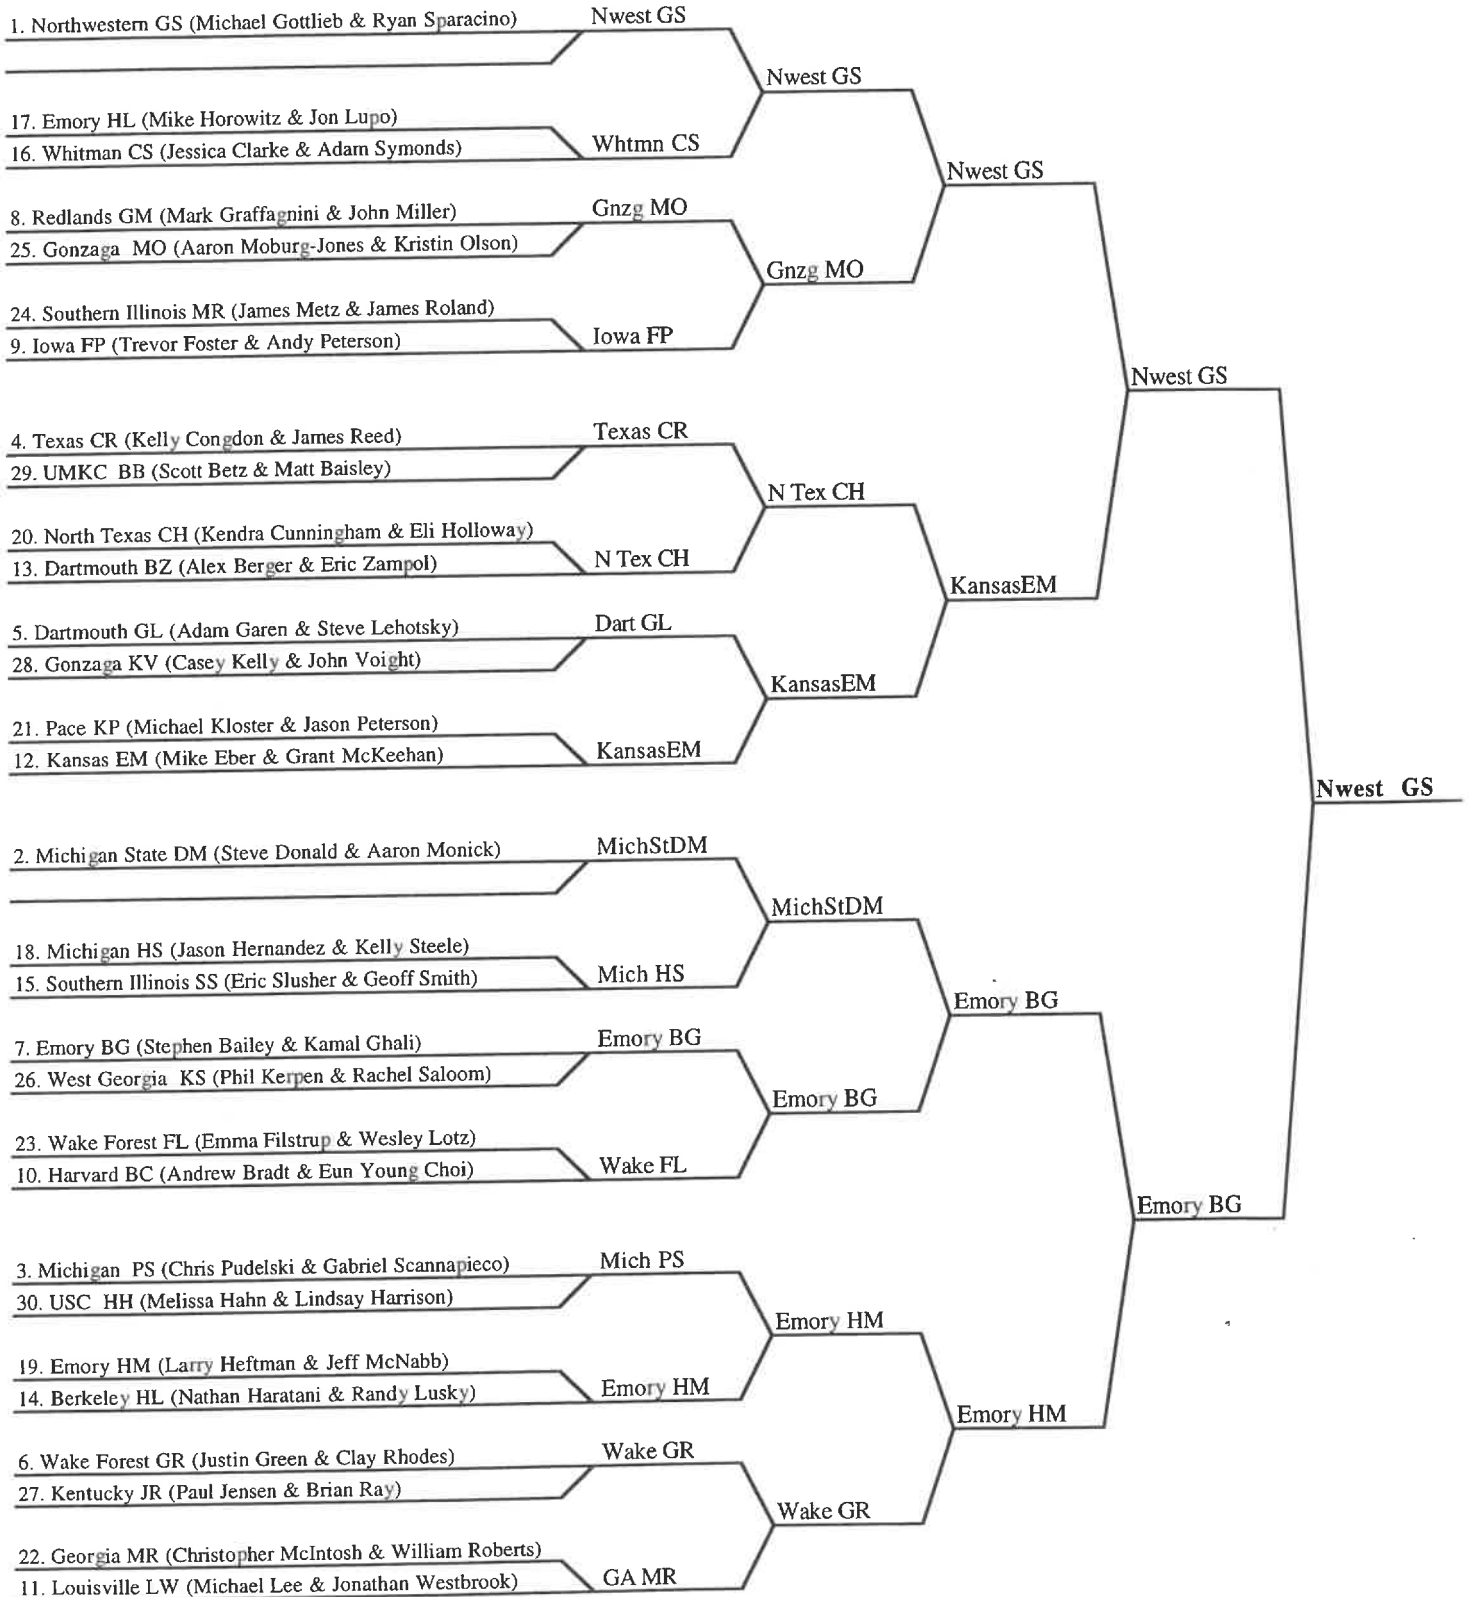 1. Northwestern GS (Michael Gottlieb & Ryan Sparacino)
Nwest GS
Nwest GS
17. Emory HL (Mike Horowitz & Jon Lupo)
16. Whitman CS (Jessica Clarke & Adam Symonds)
Whtmn CS
Nwest GS
8. Redlands GM (Mark Graffagnini & John Miller)
Gnzg MO
25. Gonzaga MO (Aaron Moburg-Jones & Kristin Olson)
Gnzg MO
24. Southern Illinois MR (James Metz & James Roland)
9. Iowa FP (Trevor Foster & Andy Peterson)
Iowa FP
Nwest GS
4. Texas CR (Kelly Congdon & James Reed)
Texas CR
29. UMKC BB (Scott Betz & Matt Baisley)
N Tex CH
20. North Texas CH (Kendra Cunningham & Eli Holloway)
13. Dartmouth BZ (Alex Berger & Eric Zampol)
N Tex CH
KansasEM
5. Dartmouth GL (Adam Garen & Steve Lehotsky)
Dart GL
28. Gonzaga KV (Casey Kelly & John Voight)
KansasEM
21. Pace KP (Michael Kloster & Jason Peterson)
12. Kansas EM (Mike Eber & Grant McKeehan)
KansasEM
Nwest GS
2. Michigan State DM (Steve Donald & Aaron Monick)
MichStDM
MichStDM
18. Michigan HS (Jason Hernandez & Kelly Steele)
15. Southern Illinois SS (Eric Slusher & Geoff Smith)
Mich HS
Emory BG
7. Emory BG (Stephen Bailey & Kamal Ghali)
Emory BG
26. West Georgia KS (Phil Kerpen & Rachel Saloom)
Emory BG
23. Wake Forest FL (Emma Filstrup & Wesley Lotz)
10. Harvard BC (Andrew Bradt & Eun Young Choi)
Wake FL
Emory BG
3. Michigan PS (Chris Pudelski & Gabriel Scannapieco)
Mich PS
30. USC HH (Melissa Hahn & Lindsay Harrison)
Emory HM
19. Emory HM (Larry Heftman & Jeff McNabb)
14. Berkeley HL (Nathan Haratani & Randy Lusky)
Emory HM
Emory HM
6. Wake Forest GR (Justin Green & Clay Rhodes)
Wake GR
27. Kentucky JR (Paul Jensen & Brian Ray)
Wake GR
22. Georgia MR (Christopher McIntosh & William Roberts)
11. Louisville LW (Michael Lee & Jonathan Westbrook)
GA MR